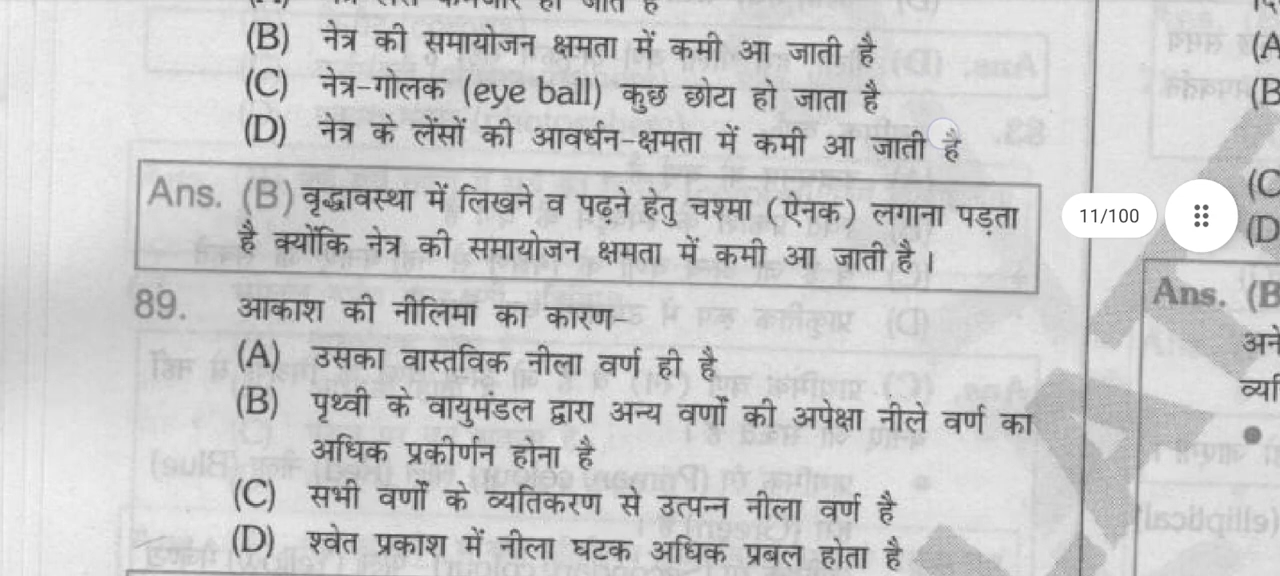 (B) नेत्र की समायोजन क्षमता में कमी आ जाती है
(C) नेत्र-गोलक (eye ball) कुछ छोटा हो जाता है
(D) नेत्र के लेंसों की आवर्धन-क्षमता में कमी आ जाती है
Ans. (B) वृद्धावस्था में लिखने व पढ़ने हेतु चश्मा (ऐनक) लगाना पड़ता
है क्योंकि नेत्र की समायोजन क्षमता में कमी आ जाती है।
89. आकाश की नीलिमा का कारण-
(A) उसका वास्तविक नीला वर्ण ही है
(B) पृथ्वी के वायुमंडल द्वारा अन्य वर्णों की अपेक्षा नीले वर्ण का
अधिक प्रकीर्णन होना है
(C) सभी वर्णों के व्यतिकरण से उत्पन्न नीला वर्ण है
(D) श्वेत प्रकाश में नीला घटक अधिक प्रबल होता है
11/100
(A
(B
(C
(D
Ans. (B